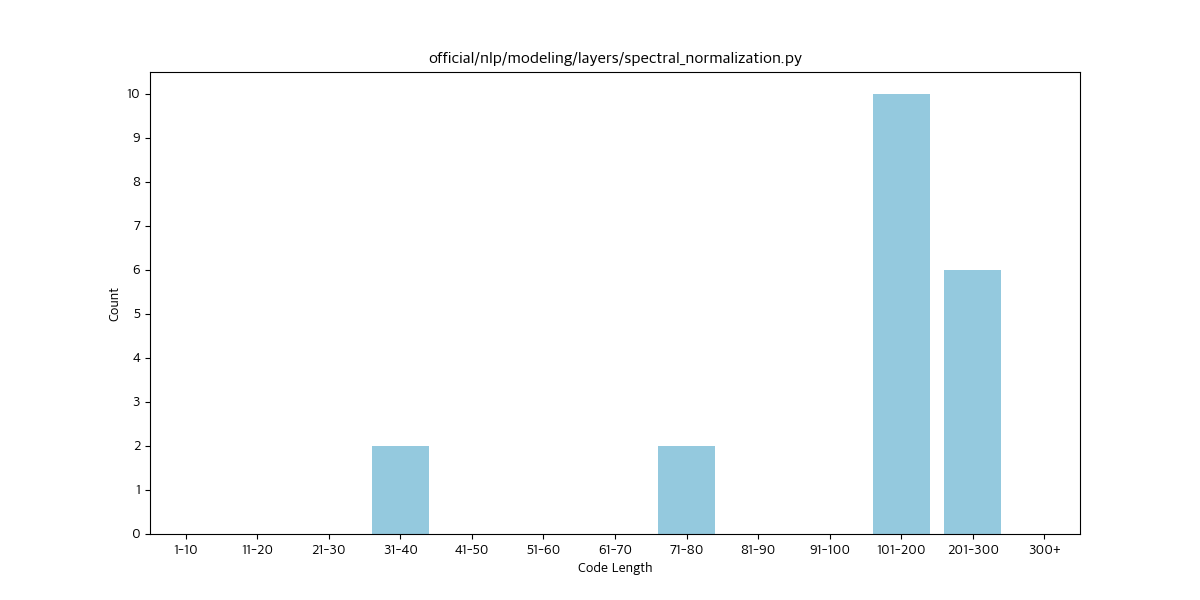 official/nlp/modeling/layers/spectral_normalization.py
Count
10
9
8
7
6
5
4
3
2
1
0
1-10 11-20 21-30 31-40 41-50 51-60 61-70 71-80 81-90 91-100 101-200 201-300 300+
Code Length